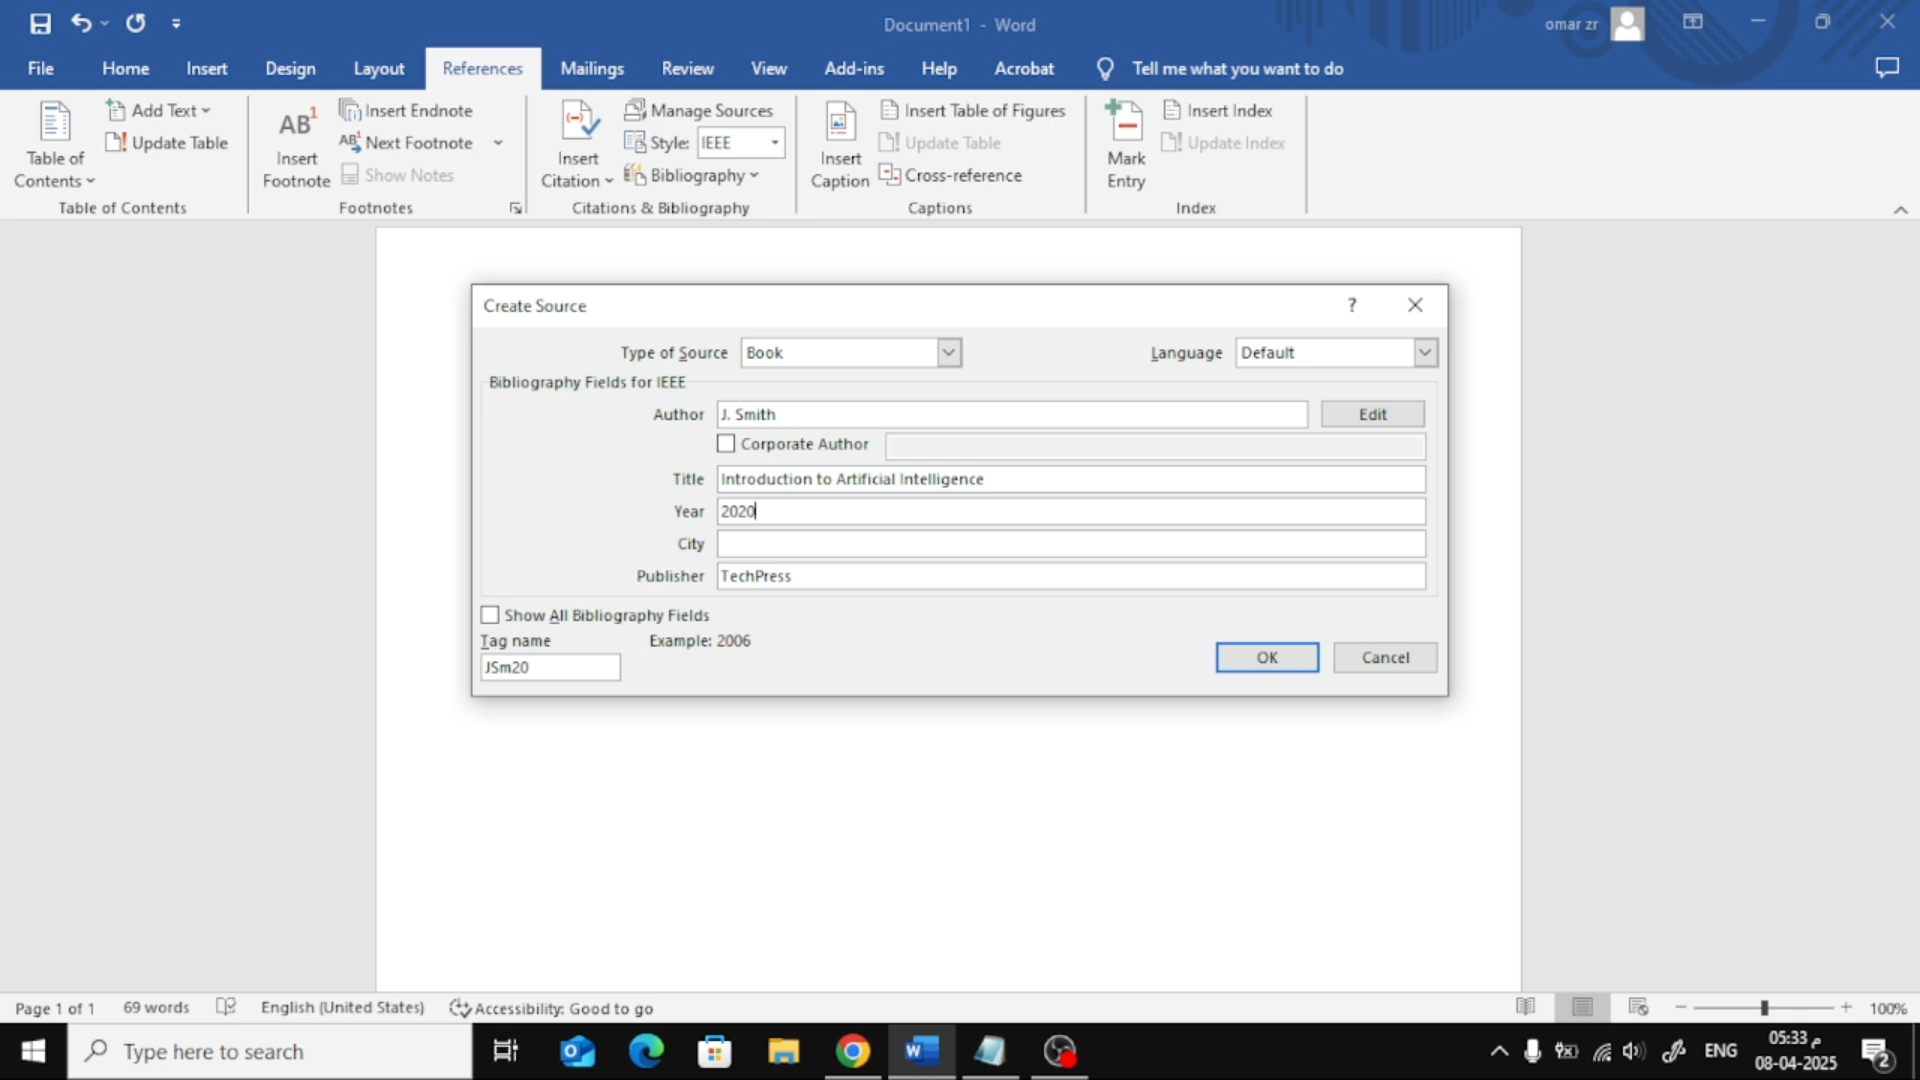 Document1 - Word
omar zr
File Home Insert Design Layout References Mailings Review View Add-ins Help Acrobat Tell me what you want to do
Table of Contents
Add Text
Update Table
Table of Contents
AB1
Insert Footnote
Insert Endnote
AB1 Next Footnote
Show Notes
Footnotes
Insert Citation
Manage Sources
Style: IEEE
Bibliography
Citations & Bibliography
Insert Caption
Insert Table of Figures
Update Table
Cross-reference
Captions
Mark Entry
Insert Index
Update Index
Index
Create Source ?
Type of Source Book Language Default
Bibliography Fields for IEEE
Author J. Smith Edit
Corporate Author
Title Introduction to Artificial Intelligence
Year 2020
City
Publisher TechPress
Show All Bibliography Fields
Tag name Example: 2006
JSm20
OK Cancel
Page 1 of 1 69 words English (United States) Accessibility: Good to go 100%
Type here to search
ENG
05:33 م
08-04-2025
2